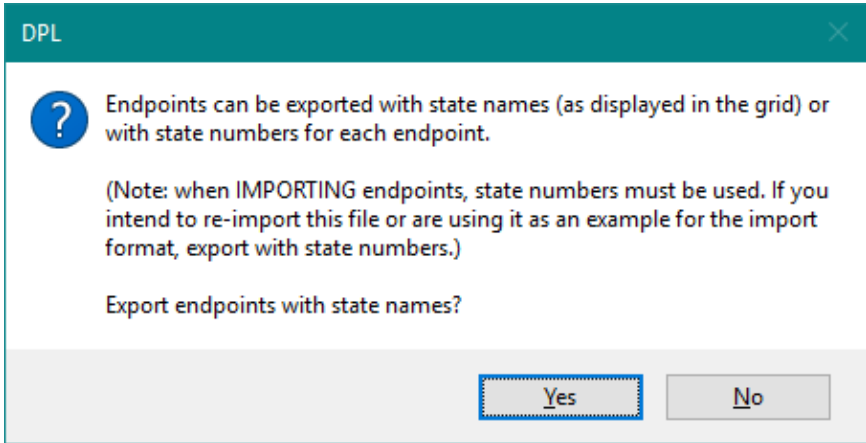 DPL
Endpoints can be exported with state names (as displayed in the grid) or
with state numbers for each endpoint.
(Note: when IMPORTING endpoints, state numbers must be used. If you
intend to re-import this file or are using it as an example for the import
format, export with state numbers.)
Export endpoints with state names?
Yes
No